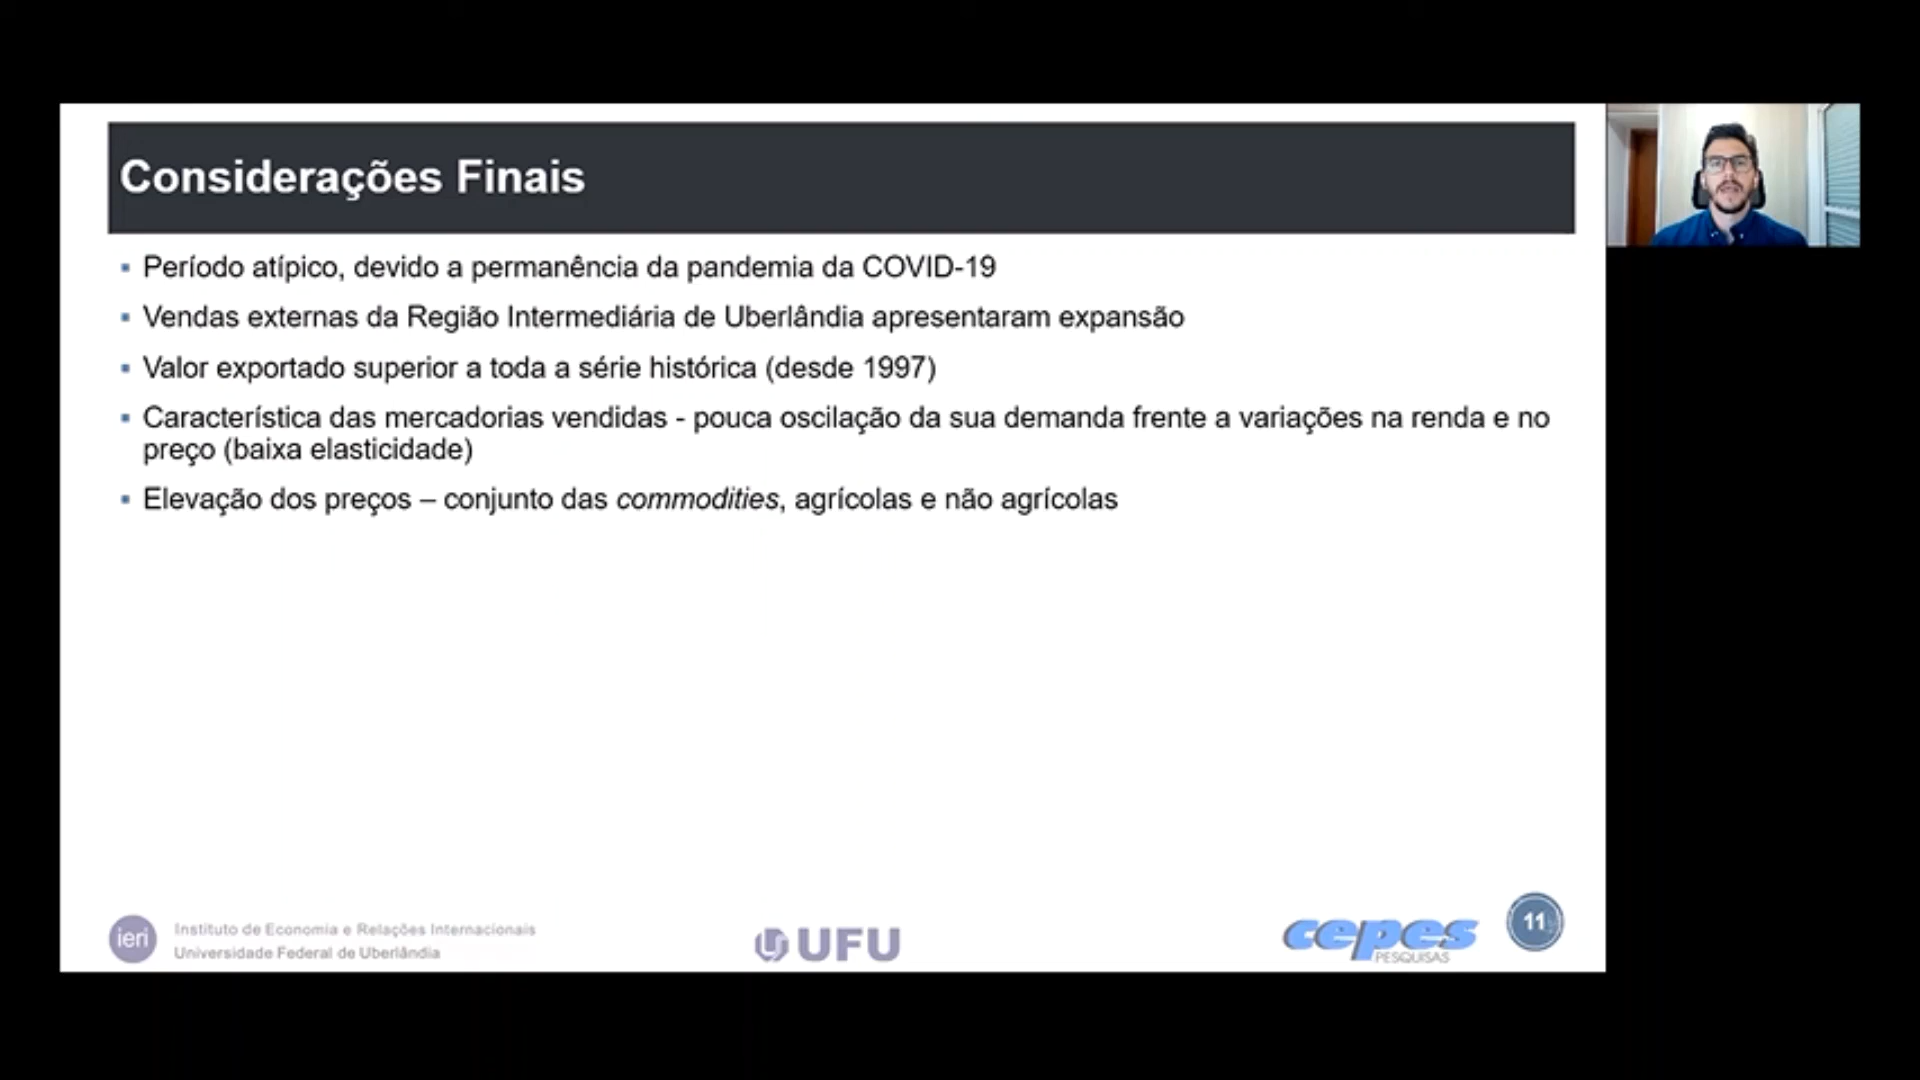 Considerações Finais
Período atípico, devido a permanência da pandemia da COVID-19
Vendas externas da Região Intermediária de Uberlândia apresentaram expansão
Valor exportado superior a toda a série histórica (desde 1997)
Característica das mercadorias vendidas - pouca oscilação da sua demanda frente a variações na renda e no
preço (baixa elasticidade)
Elevação dos preços – conjunto das commodities, agrícolas e não agrícolas
ieri
Instituto de Economia e Relações Internacionais
Universidade Federal de Uberlândia
UFU
cepes
PESQUISAS
11